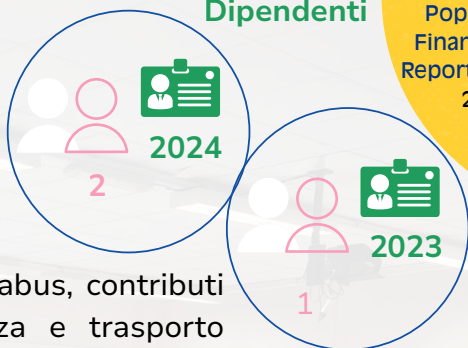 Dipendenti
Pop
Finan
Report
2
2024
2
2023
1
abus, contributi
za e trasporto